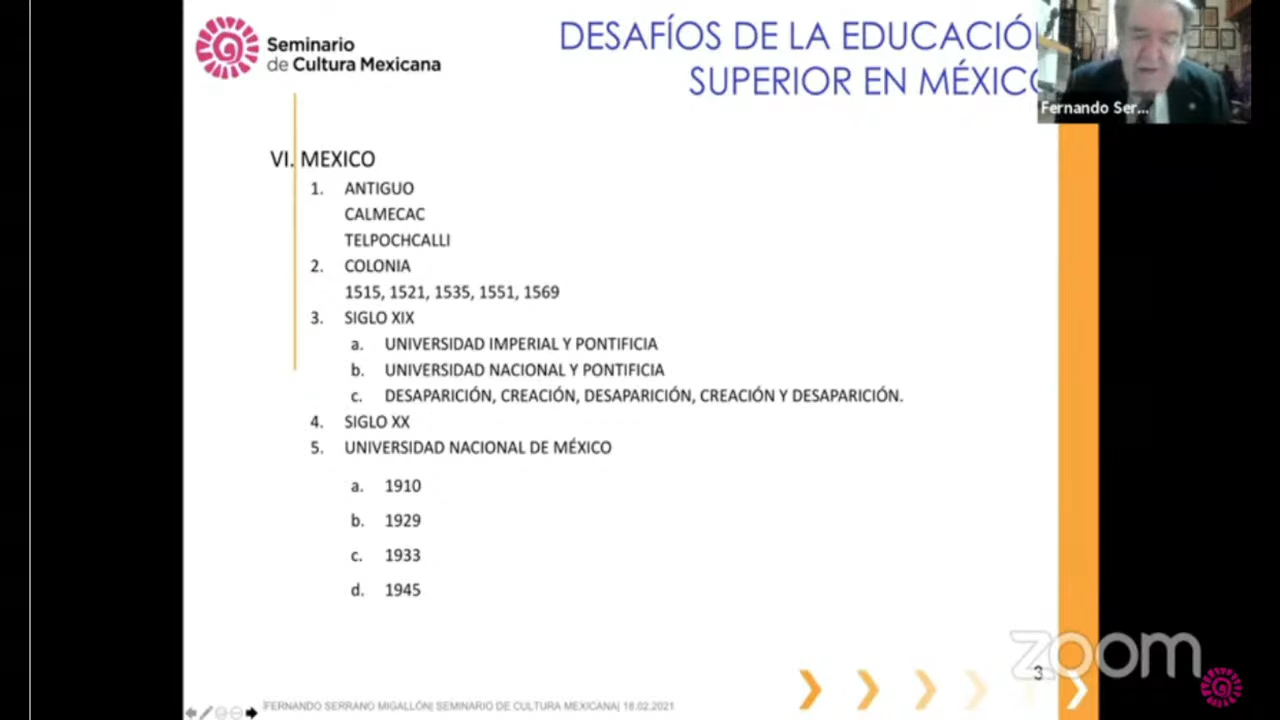 Seminario
de Cultura Mexicana
DESAFÍOS DE LA EDUCACIÓ
SUPERIOR EN MÉXICO
Fernando Ser...
VI. MEXICO
1. ANTIGUO
CALMECAC
TELPOCHCALLI
2. COLONIA
1515, 1521, 1535, 1551, 1569
3. SIGLO XIX
a. UNIVERSIDAD IMPERIAL Y PONTIFICIA
b. UNIVERSIDAD NACIONAL Y PONTIFICIA
c. DESAPARICIÓN, CREACIÓN, DESAPARICIÓN, CREACIÓN Y DESAPARICIÓN.
4. SIGLO XX
5. UNIVERSIDAD NACIONAL DE MÉXICO
a. 1910
b. 1929
c. 1933
d. 1945
zoom
3
FERNANDO SERRANO MIGALLÓN| SEMINARIO DE CULTURA MEXICANA| 18.02.2021